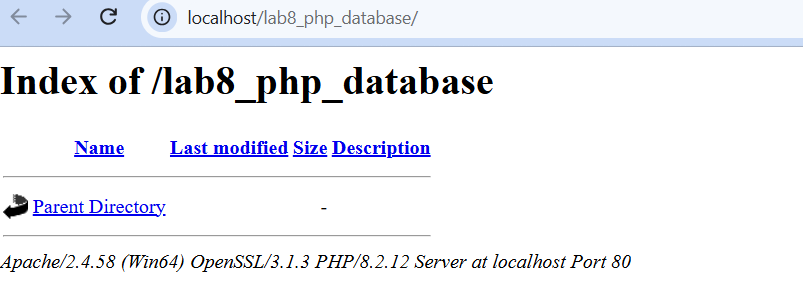 localhost/lab8_php_database/
Index of /lab8_php_database
Name Last modified Size Description
Parent Directory -
Apache/2.4.58 (Win64) OpenSSL/3.1.3 PHP/8.2.12 Server at localhost Port 80